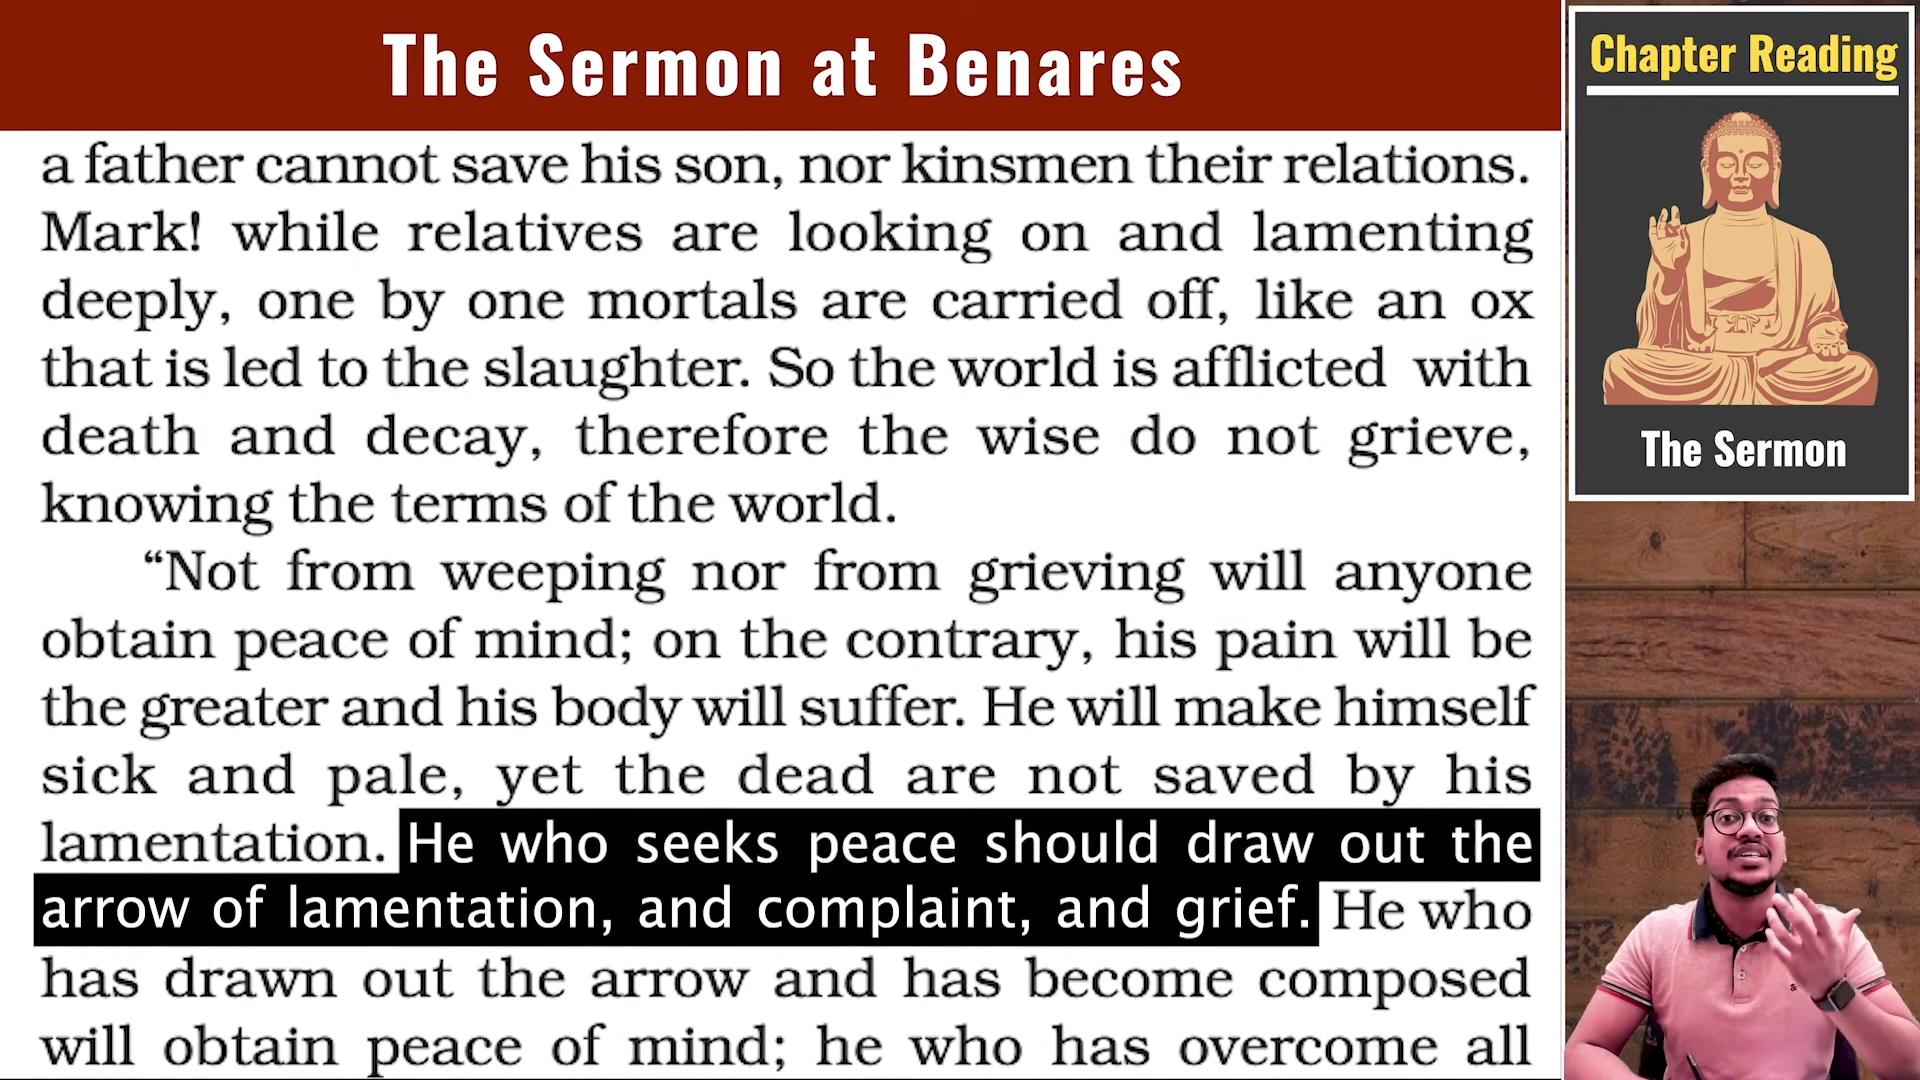 The Sermon at Benares
a father cannot save his son, nor kinsmen their relations.
Mark! while relatives are looking on and lamenting
deeply, one by one mortals are carried off, like an ox
that is led to the slaughter. So the world is afflicted with
death and decay, therefore the wise do not grieve,
knowing the terms of the world.
“Not from weeping nor from grieving will anyone
obtain peace of mind; on the contrary, his pain will be
the greater and his body will suffer. He will make himself
sick and pale, yet the dead are not saved by his
lamentation. He who seeks peace should draw out the
arrow of lamentation, and complaint, and grief. He who
has drawn out the arrow and has become composed
will obtain peace of mind; he who has overcome all
Chapter Reading
The Sermon